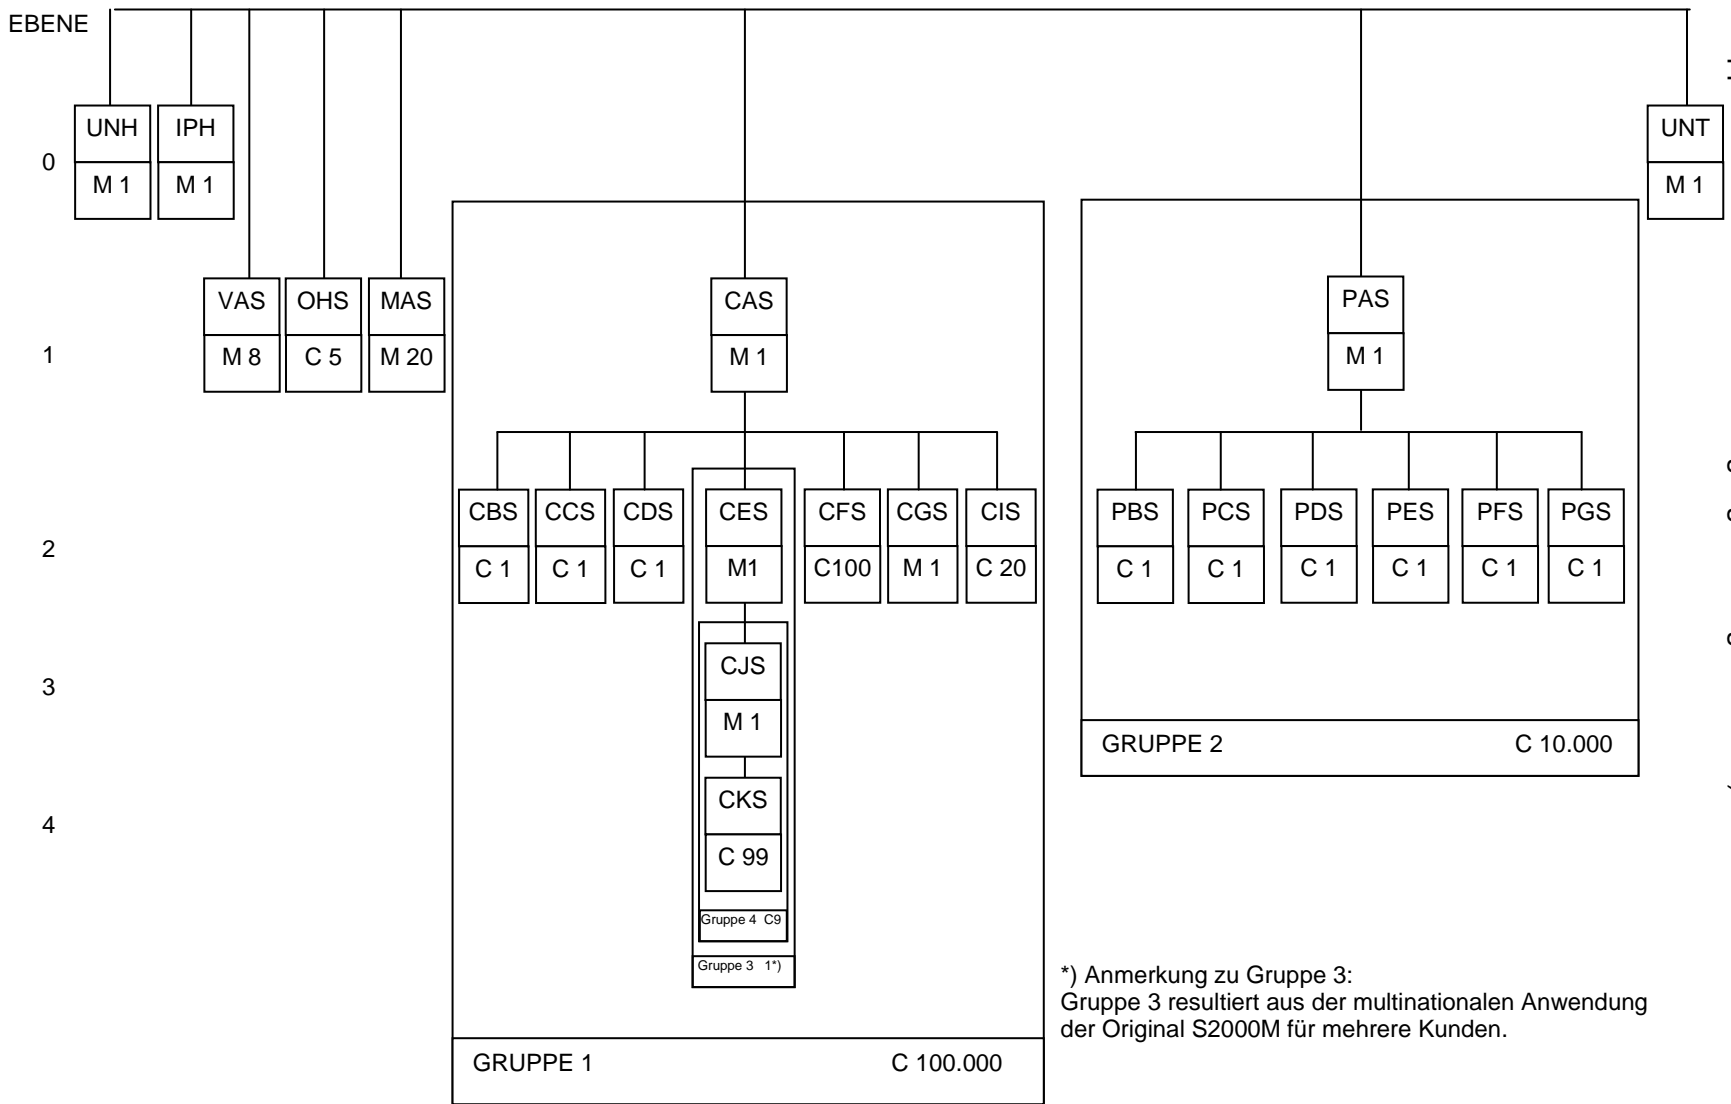 EBENE
UNH IPH UNT
0
M 1 M 1 M 1
VAS OHS MAS CAS PAS
1
M 8 C 5 M 20 M 1 M 1
CBS CCS CDS CES CFS CGS CIS PBS PCS PDS PES PFS PGS
2
C 1 C 1 C 1 M1 C100 M 1 C 20 C 1 C 1 C 1 C 1 C 1 C 1
CJS
3
M 1
GRUPPE 2 C 10.000
CKS
4
C 99
Gruppe 4 C9
Gruppe 3 1*)
*) Anmerkung zu Gruppe 3:
Gruppe 3 resultiert aus der multinationalen Anwendung
der Original S2000M für mehrere Kunden.
GRUPPE 1 C 100.000